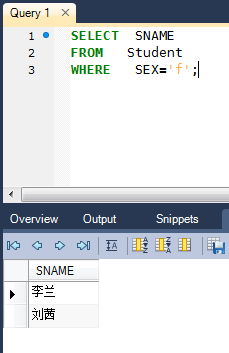 Query 1
1 SELECT SNAME
2 FROM Student
3 WHERE SEX='f';
Overview Output Snippets
SNAME
李兰
刘茜